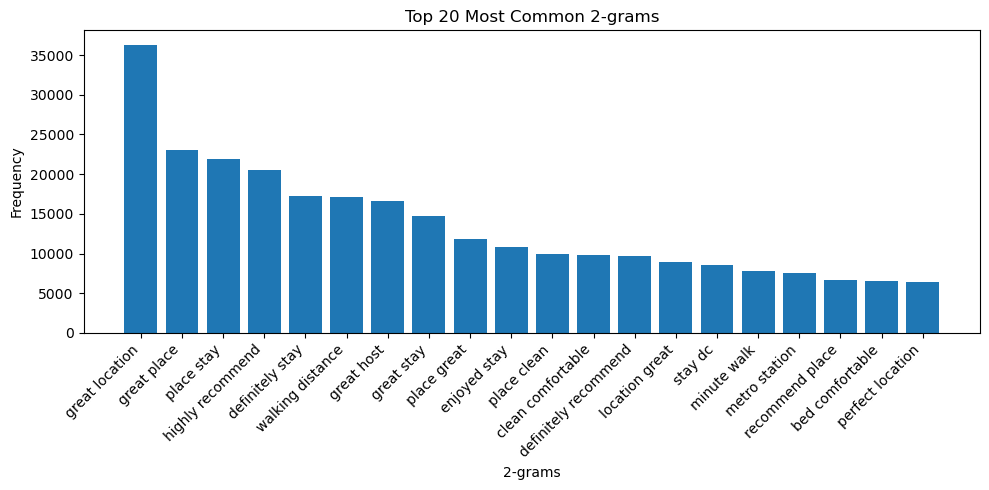 Top 20 Most Common 2-grams
Frequency
35000
30000
25000
20000
15000
10000
5000
0
great location
great place
place stay
highly recommend
definitely stay
walking distance
great host
great stay
place great
enjoyed stay
place clean
clean comfortable
definitely recommend
location great
stay dc
minute walk
metro station
recommend place
bed comfortable
perfect location
2-grams